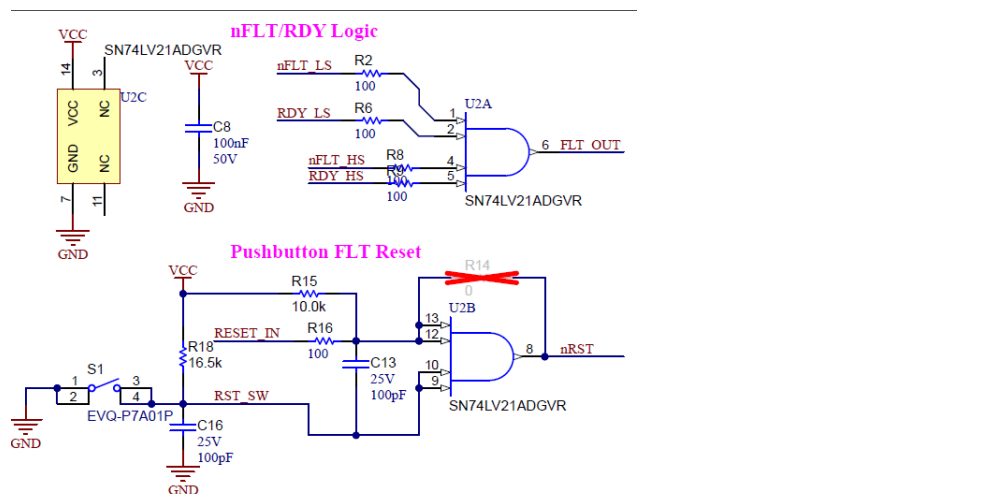 nFLT/RDY Logic
VCC
SN74LV21ADGVR
14
3
VCC
NC
GND
NC
U2C
7
11
GND
VCC
C8
100nF
50V
GND
nFLT_LS
R2
100
RDY_LS
R6
100
nFLT_HS
R8
100
RDY_HS
R9
100
U2A
1
2
4
5
6
FLT_OUT
SN74LV21ADGVR
Pushbutton FLT Reset
VCC
R15
10.0k
R14
0
RESET_IN
R16
100
R18
16.5k
U2B
13
12
10
9
8
nRST
SN74LV21ADGVR
C13
25V
100pF
S1
1
2
3
4
EVQ-P7A01P
RST_SW
GND
C16
25V
100pF
GND